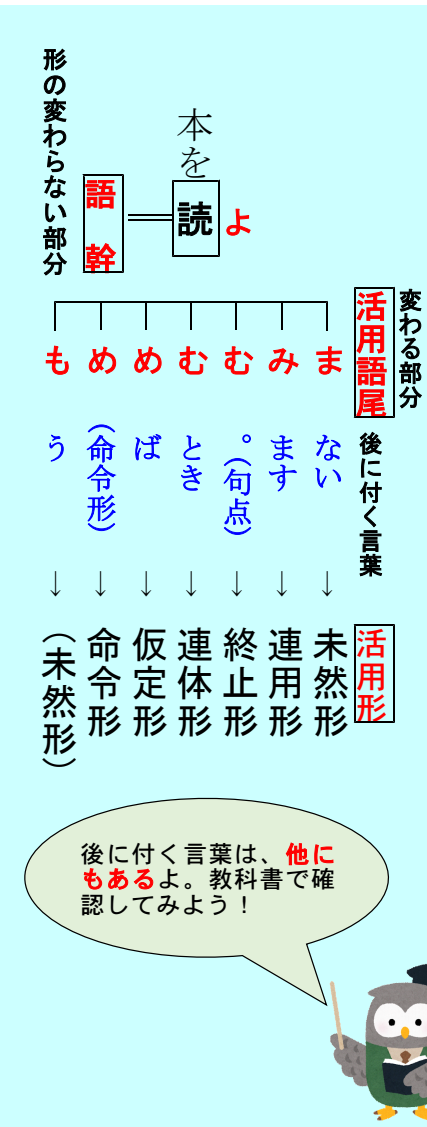 変わる部分
活用語尾
後に付く言葉
活用形
ま ない ↓ 未然形
み ます ↓ 連用形
む 。(句点) ↓ 終止形
む とき ↓ 連体形
め ば ↓ 仮定形
め (命令形) ↓ 命令形
も う ↓ (未然形)
よ
本を読
語幹
形の変わらない部分
後に付く言葉は、他に
もあるよ。教科書で確
認してみよう！